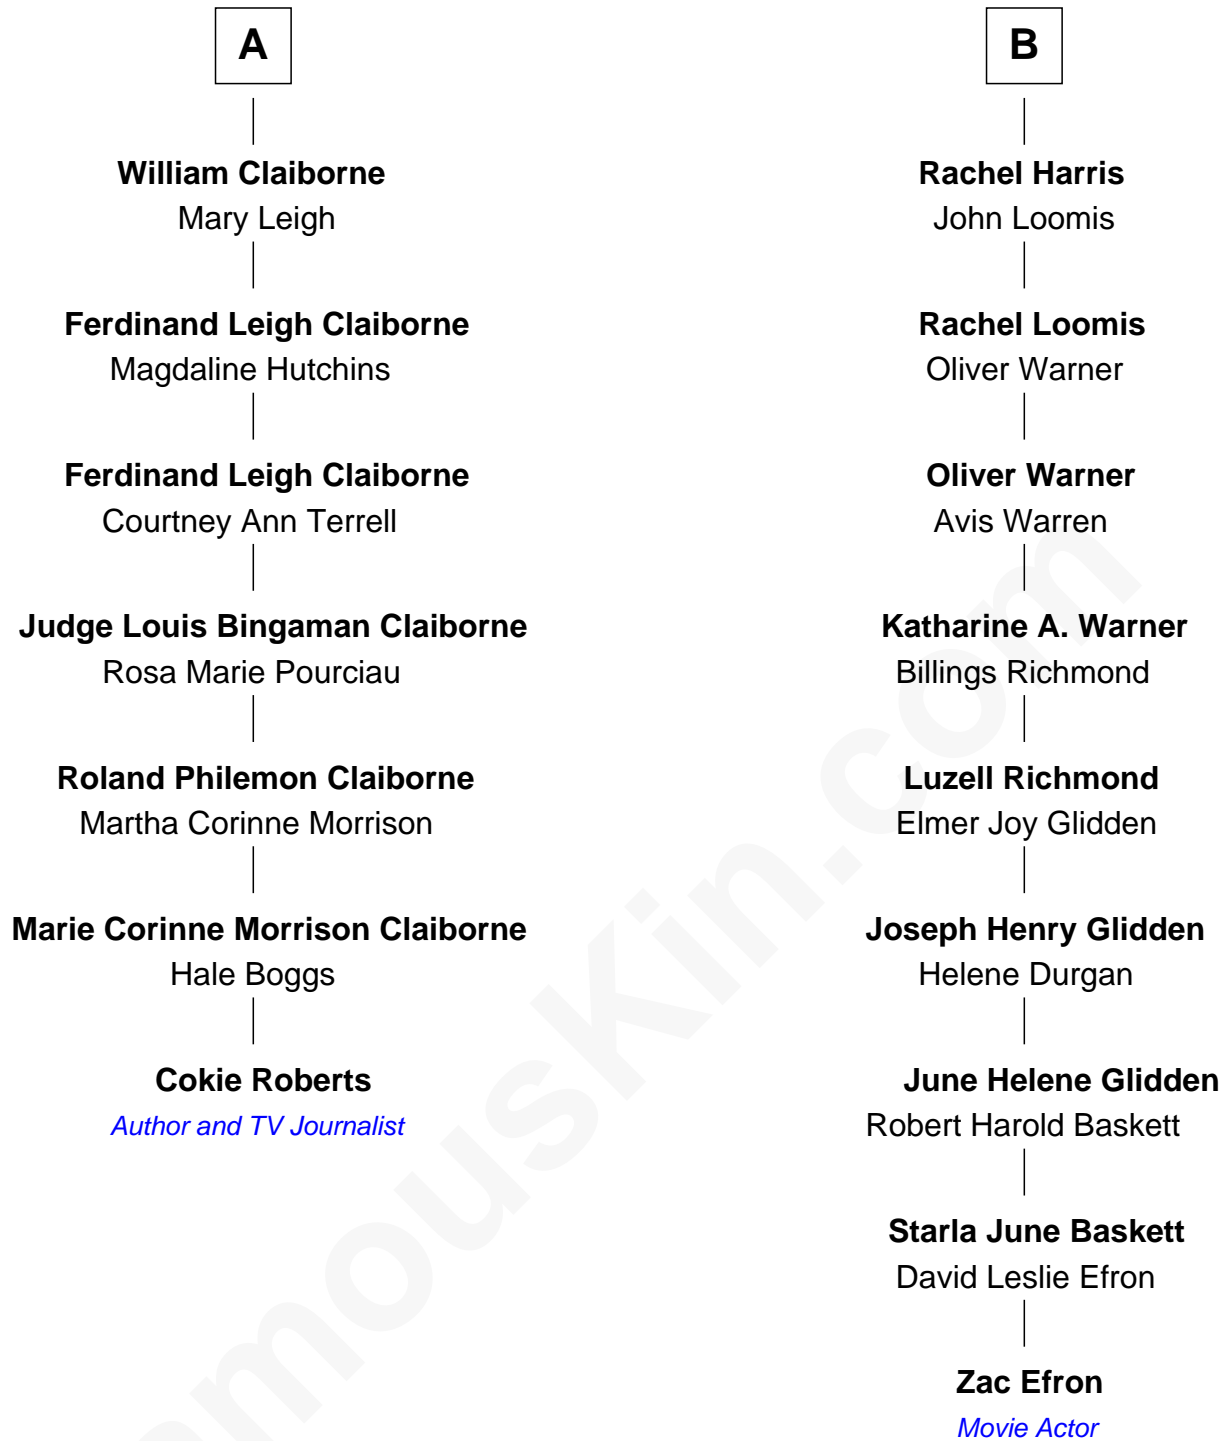 A
William Claiborne
Mary Leigh
Ferdinand Leigh Claiborne
Magdaline Hutchins
Ferdinand Leigh Claiborne
Courtney Ann Terrell
Judge Louis Bingaman Claiborne
Rosa Marie Pourciau
Roland Philemon Claiborne
Martha Corinne Morrison
Marie Corinne Morrison Claiborne
Hale Boggs
Cokie Roberts
Author and TV Journalist
B
Rachel Harris
John Loomis
Rachel Loomis
Oliver Warner
Oliver Warner
Avis Warren
Katharine A. Warner
Billings Richmond
Luzell Richmond
Elmer Joy Glidden
Joseph Henry Glidden
Helene Durgan
June Helene Glidden
Robert Harold Baskett
Starla June Baskett
David Leslie Efron
Zac Efron
Movie Actor
amousKin.com